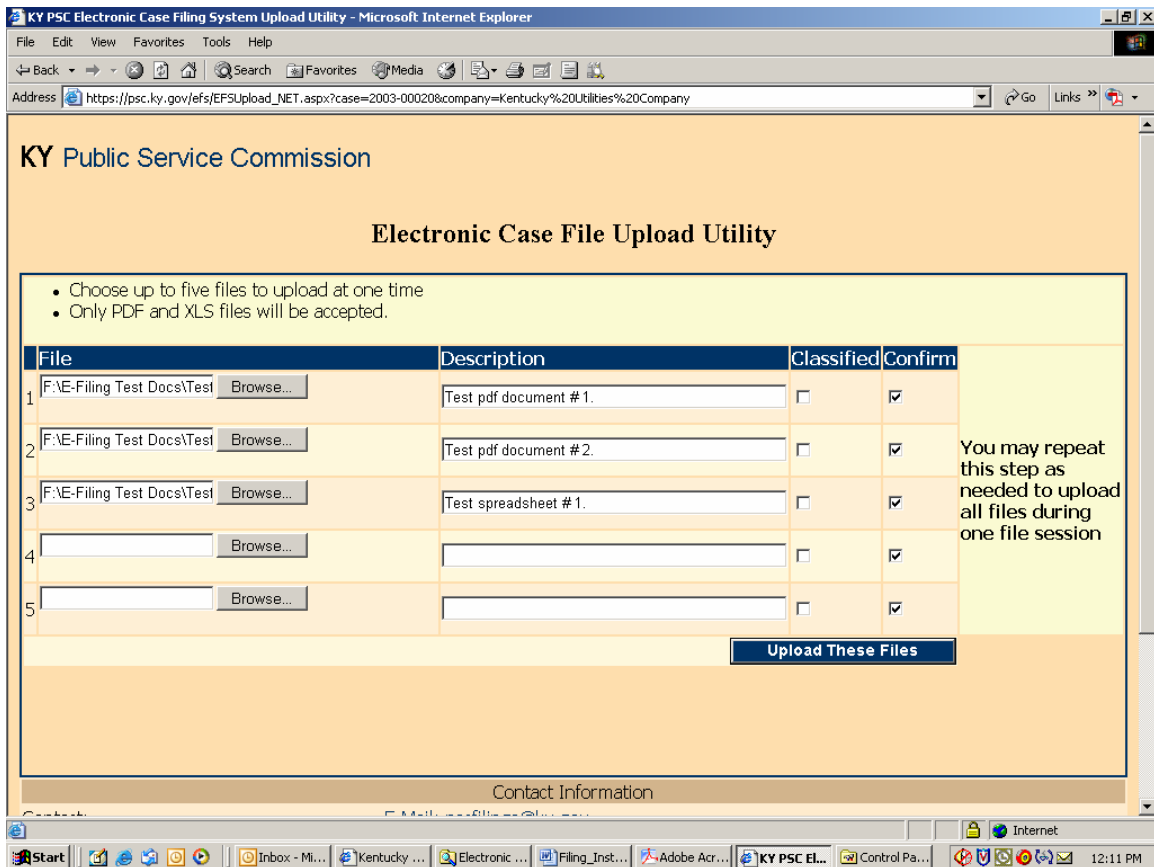 KY PSC Electronic Case Filing System Upload Utility - Microsoft Internet Explorer
File Edit View Favorites Tools Help
Back Search Favorites Media
Address https://psc.ky.gov/efs/EFSUpload_NET.aspx?case=2003-00020&company=Kentucky%20Utilities%20Company Go Links »
KY Public Service Commission
Electronic Case File Upload Utility
• Choose up to five files to upload at one time
• Only PDF and XLS files will be accepted.
File Description Classified Confirm
1 F:\E-Filing Test Docs\Test Browse... Test pdf document #1.
2 F:\E-Filing Test Docs\Test Browse... Test pdf document #2.
3 F:\E-Filing Test Docs\Test Browse... Test spreadsheet #1.
4 Browse...
5 Browse...
You may repeat
this step as
needed to upload
all files during
one file session
Upload These Files
Contact Information
Internet
Start Inbox - Mi... Kentucky ... Electronic ... Filing_Inst... Adobe Acr... KY PSC El... Control Pa... 12:11 PM